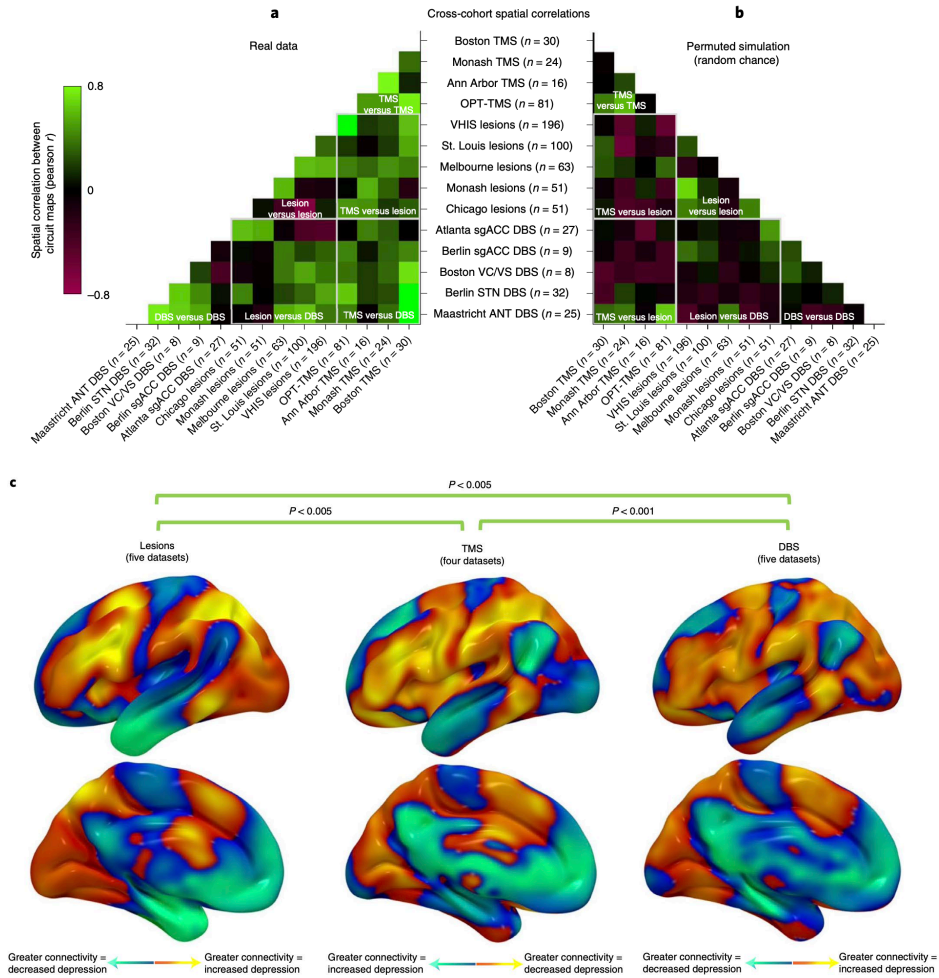 a
Cross-cohort spatial correlations
b
Real data
Permuted simulation
(random chance)
Spatial correlation between
circuit maps (pearson r)
0.8
0
–0.8
Boston TMS (n = 30)
Monash TMS (n = 24)
Ann Arbor TMS (n = 16)
OPT-TMS (n = 81)
VHIS lesions (n = 196)
St. Louis lesions (n = 100)
Melbourne lesions (n = 63)
Monash lesions (n = 51)
Chicago lesions (n = 51)
Atlanta sgACC DBS (n = 27)
Berlin sgACC DBS (n = 9)
Boston VC/VS DBS (n = 8)
Berlin STN DBS (n = 32)
Maastricht ANT DBS (n = 25)
TMS
versus TMS
Lesion
versus lesion
TMS versus lesion
DBS versus DBS
Lesion versus DBS
TMS versus DBS
TMS
versus TMS
TMS versus lesion
Lesion
versus lesion
TMS versus DBS
Lesion versus DBS
DBS versus DBS
Maastricht ANT DBS (n = 25)
Berlin STN DBS (n = 32)
Boston VC/VS DBS (n = 8)
Berlin sgACC DBS (n = 9)
Atlanta sgACC DBS (n = 27)
Chicago lesions (n = 51)
Monash lesions (n = 51)
Melbourne lesions (n = 63)
St. Louis lesions (n = 100)
VHIS lesions (n = 196)
OPT-TMS (n = 81)
Ann Arbor TMS (n = 16)
Monash TMS (n = 24)
Boston TMS (n = 30)
Boston TMS (n = 30)
Monash TMS (n = 24)
Ann Arbor TMS (n = 16)
OPT-TMS (n = 81)
VHIS lesions (n = 196)
St. Louis lesions (n = 100)
Melbourne lesions (n = 63)
Monash lesions (n = 51)
Chicago lesions (n = 51)
Atlanta sgACC DBS (n = 27)
Berlin sgACC DBS (n = 9)
Boston VC/VS DBS (n = 8)
Berlin STN DBS (n = 32)
Maastricht ANT DBS (n = 25)
c
P < 0.005
P < 0.005
P < 0.001
Lesions
(five datasets)
TMS
(four datasets)
DBS
(five datasets)
Greater connectivity =
decreased depression
Greater connectivity =
increased depression
Greater connectivity =
increased depression
Greater connectivity =
decreased depression
Greater connectivity =
decreased depression
Greater connectivity =
increased depression